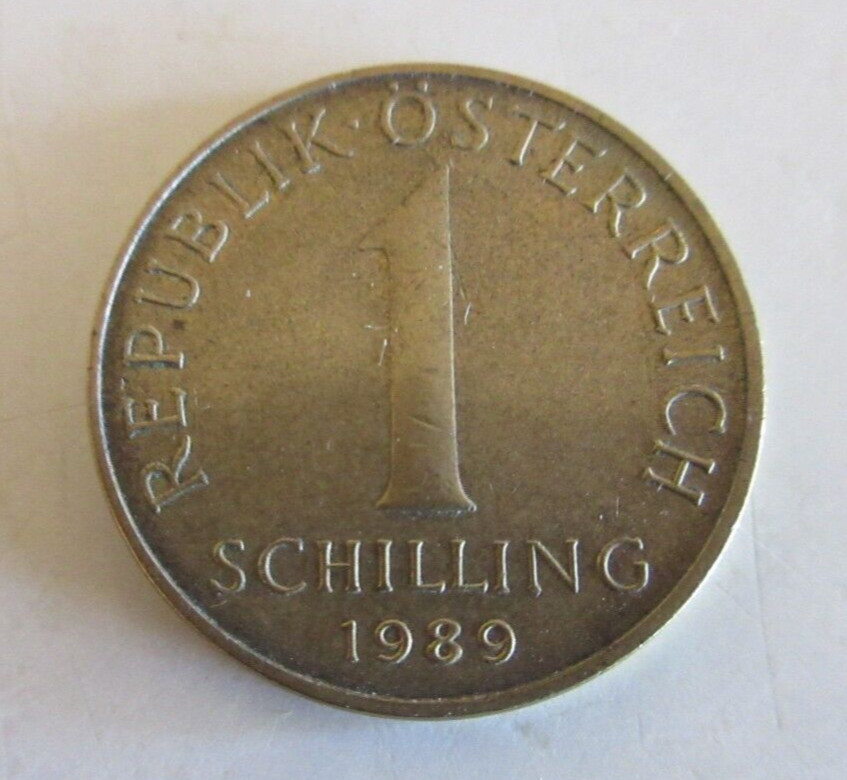 REPUBLIK · ÖSTERREICH
1
SCHILLING
1989